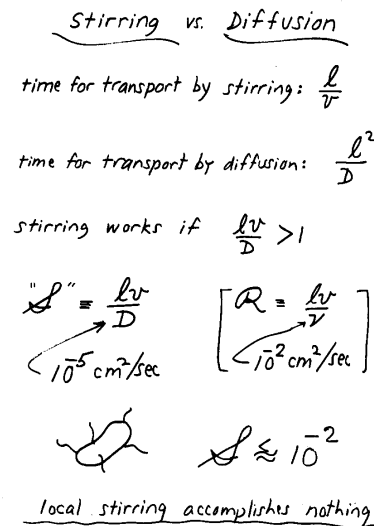 Stirring vs. Diffusion
time for transport by stirring: l/v
time for transport by diffusion: l²/D
stirring works if lv/D >1
"S" ≡ lv/D [R ≡ lv/ν]
10⁻⁵ cm²/sec 10⁻² cm²/sec
S ≲ 10⁻²
local stirring accomplishes nothing